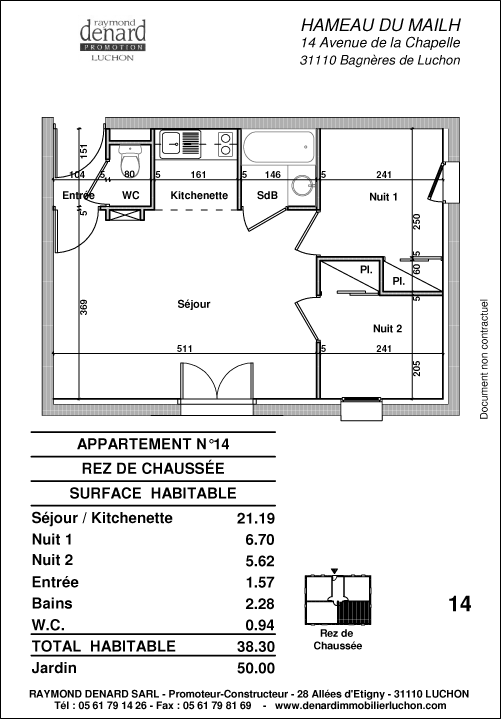 raymond
denard
PROMOTION
LUCHON
HAMEAU DU MAILH
14 Avenue de la Chapelle
31110 Bagnères de Luchon
151
104 5 80 5 161 5 146 5 241
Entrée WC Kitchenette SdB Nuit 1
5
250
5
60
Pl.
Pl.
369
Séjour
Nuit 2
511 5 241
205
Document non contractuel
APPARTEMENT N°14
REZ DE CHAUSSÉE
SURFACE HABITABLE
Séjour / Kitchenette 21.19
Nuit 1 6.70
Nuit 2 5.62
Entrée 1.57
Bains 2.28
W.C. 0.94
TOTAL HABITABLE 38.30
Jardin 50.00
Rez de
Chaussée
14
RAYMOND DENARD SARL - Promoteur-Constructeur - 28 Allées d'Etigny - 31110 LUCHON
Tél : 05 61 79 14 26 - Fax : 05 61 79 81 69 - www.denardimmobilierluchon.com